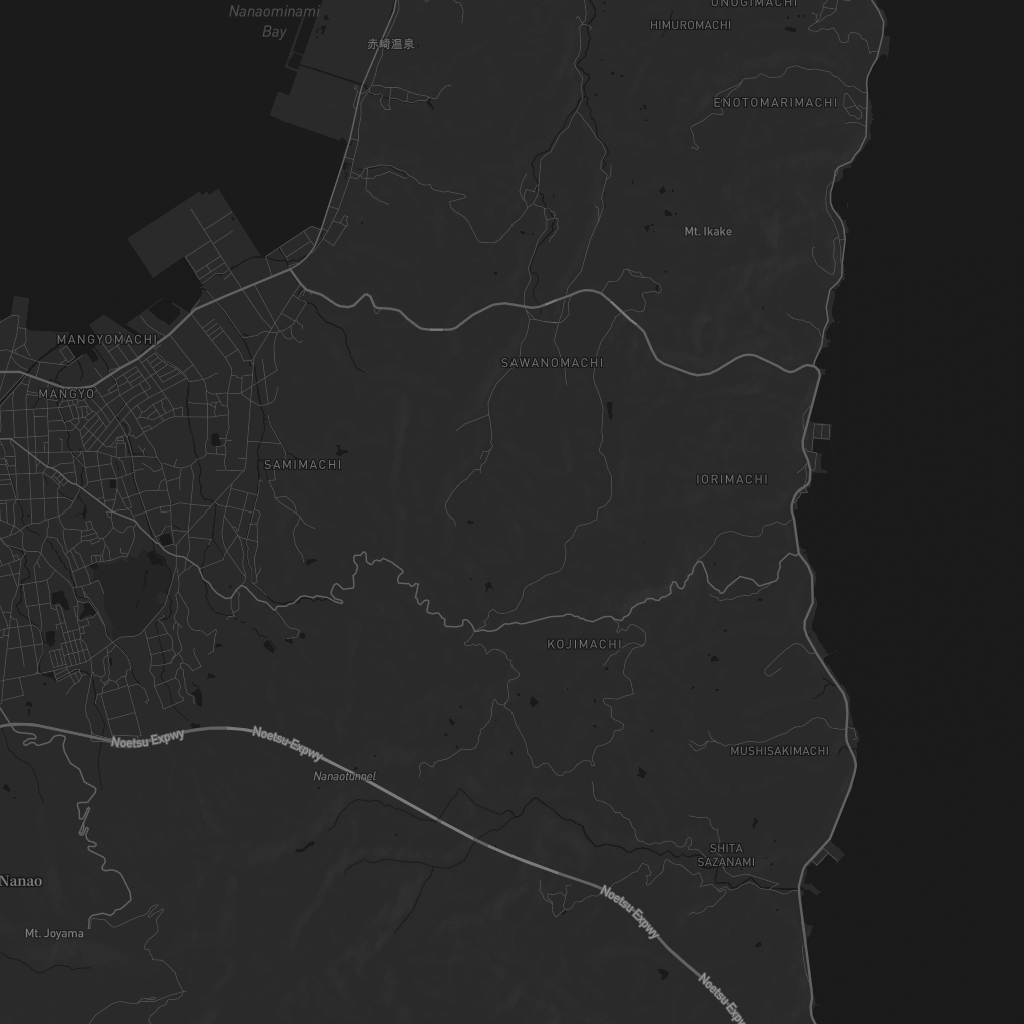 UNUGIMACHI
Nanaominami
Bay
HIMUROMACHI
赤崎温泉
ENOTOMARIMACHI
Mt. Ikake
MANGYOMACHI
SAWANOMACHI
MANGYO
SAMIMACHI
IORIMACHI
KOJIMACHI
Noetsu Expwy
Noetsu Expwy
MUSHISAKIMACHI
Nanaotunnel
SHITA
SAZANAMI
Nanao
Noetsu Expwy
Mt. Joyama
Noetsu Expwy